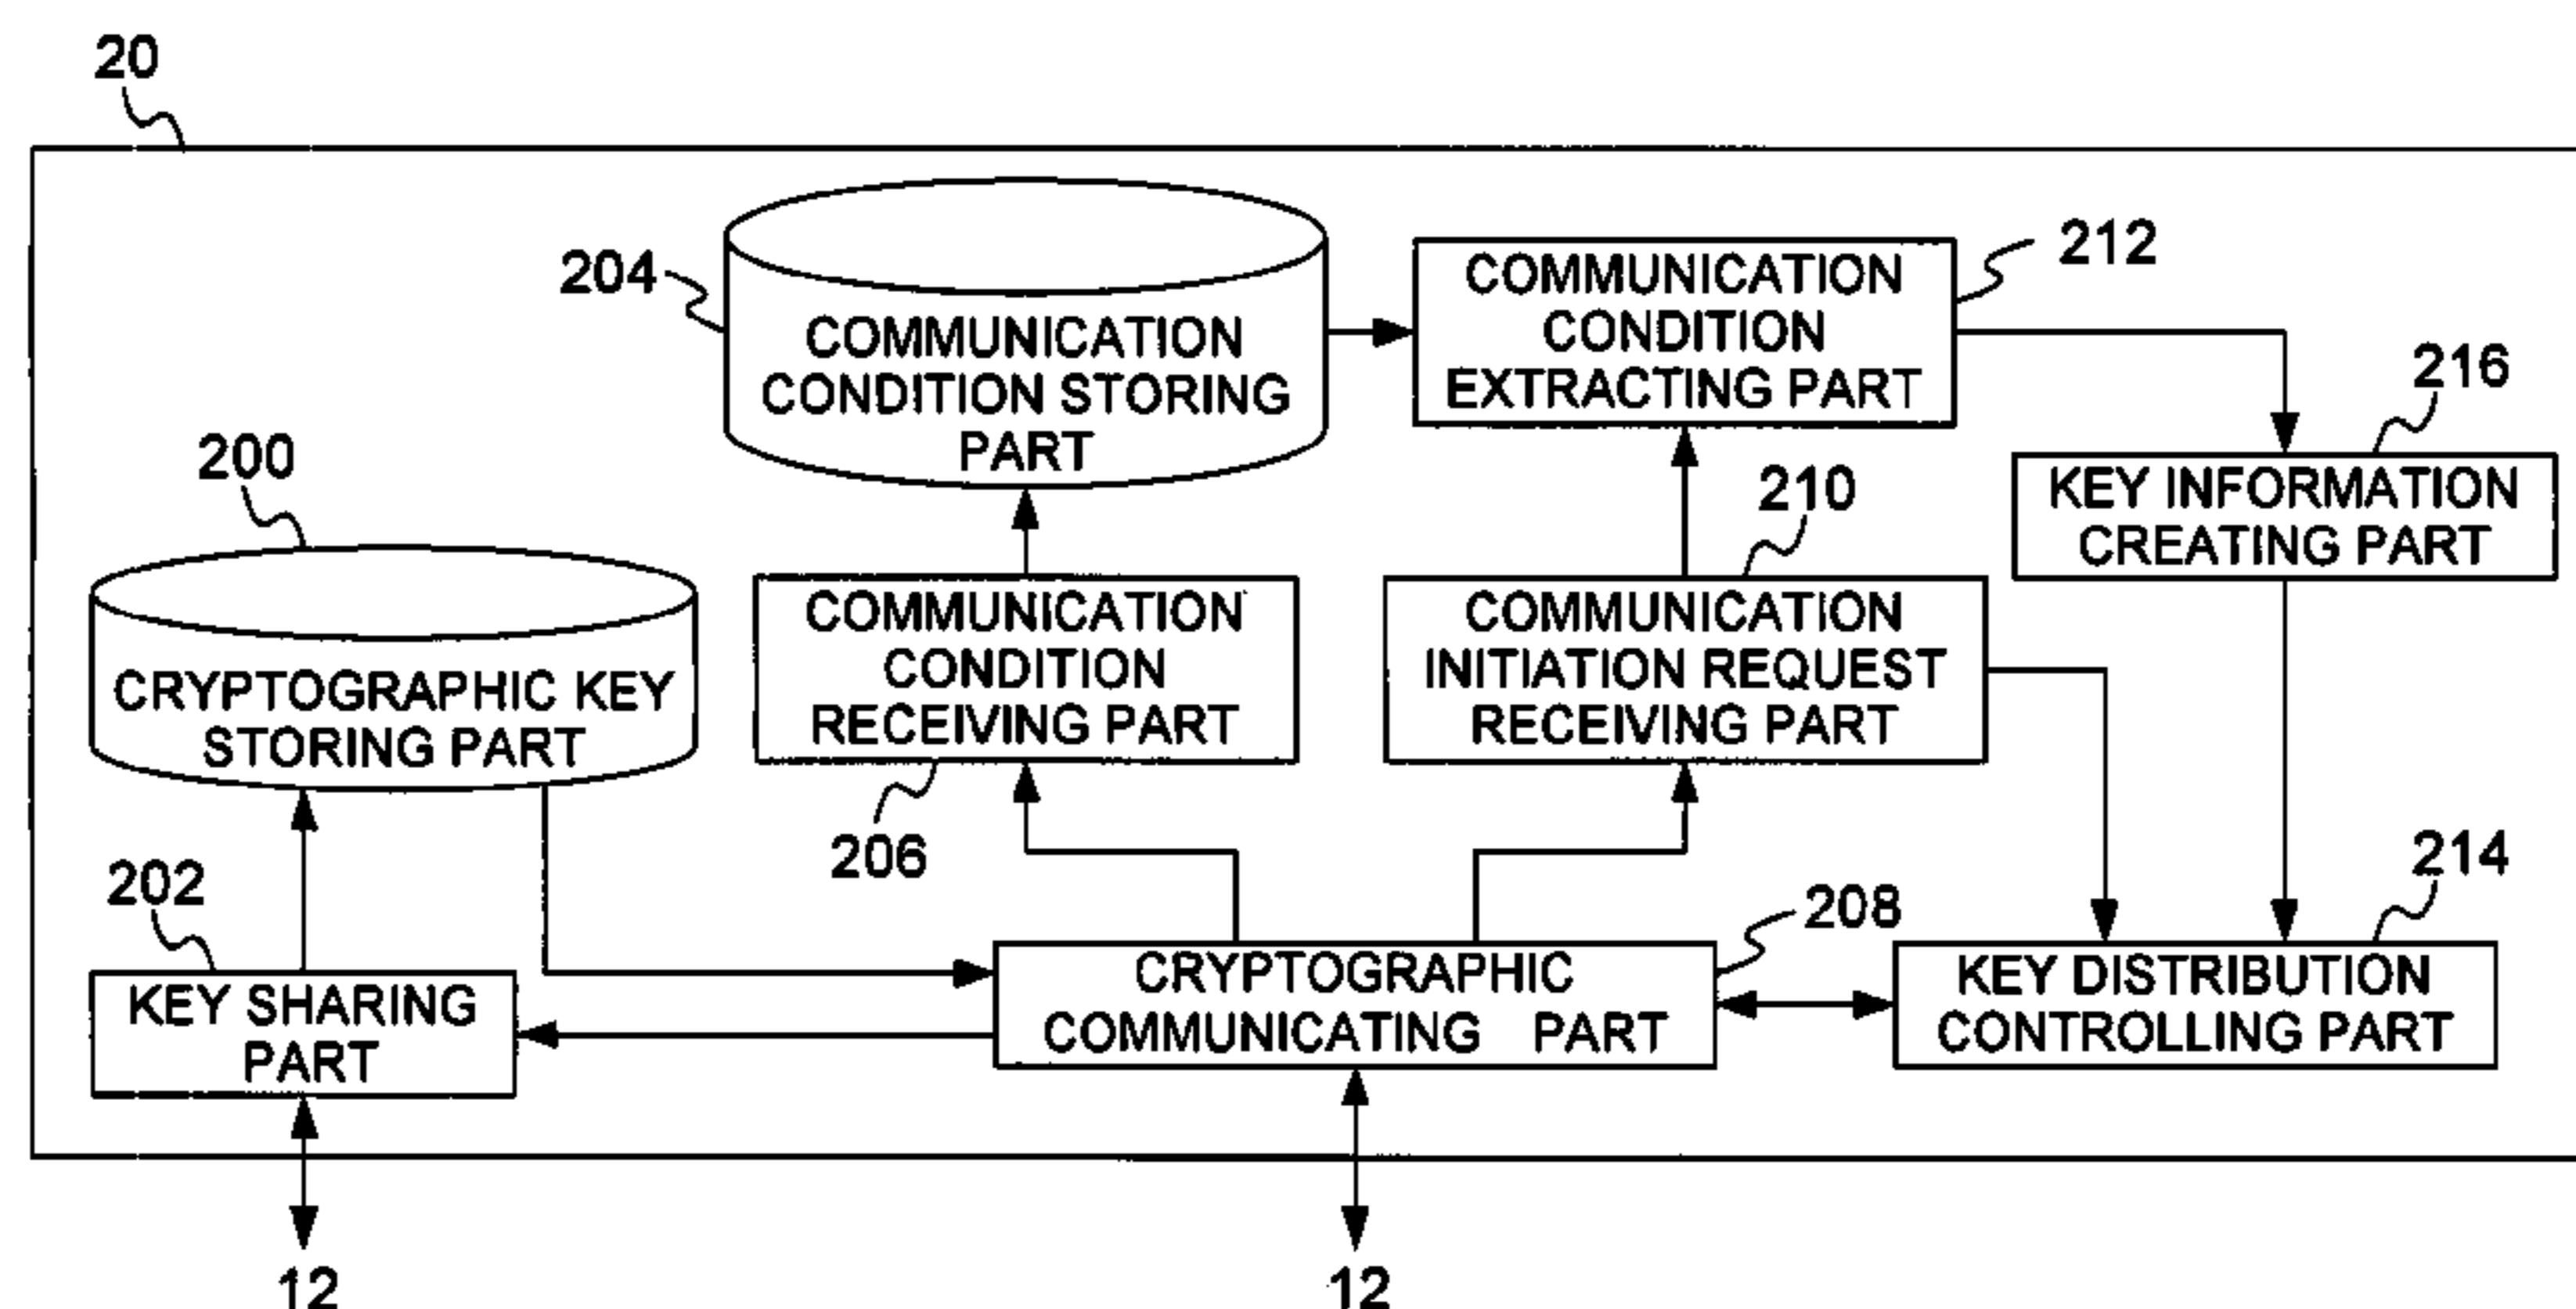 20
204
COMMUNICATION
CONDITION STORING
PART
212
COMMUNICATION
CONDITION
EXTRACTING PART
216
KEY INFORMATION
CREATING PART
200
CRYPTOGRAPHIC KEY
STORING PART
COMMUNICATION
CONDITION
RECEIVING PART
206
210
COMMUNICATION
INITIATION REQUEST
RECEIVING PART
202
KEY SHARING
PART
208
CRYPTOGRAPHIC
COMMUNICATING PART
214
KEY DISTRIBUTION
CONTROLLING PART
12
12